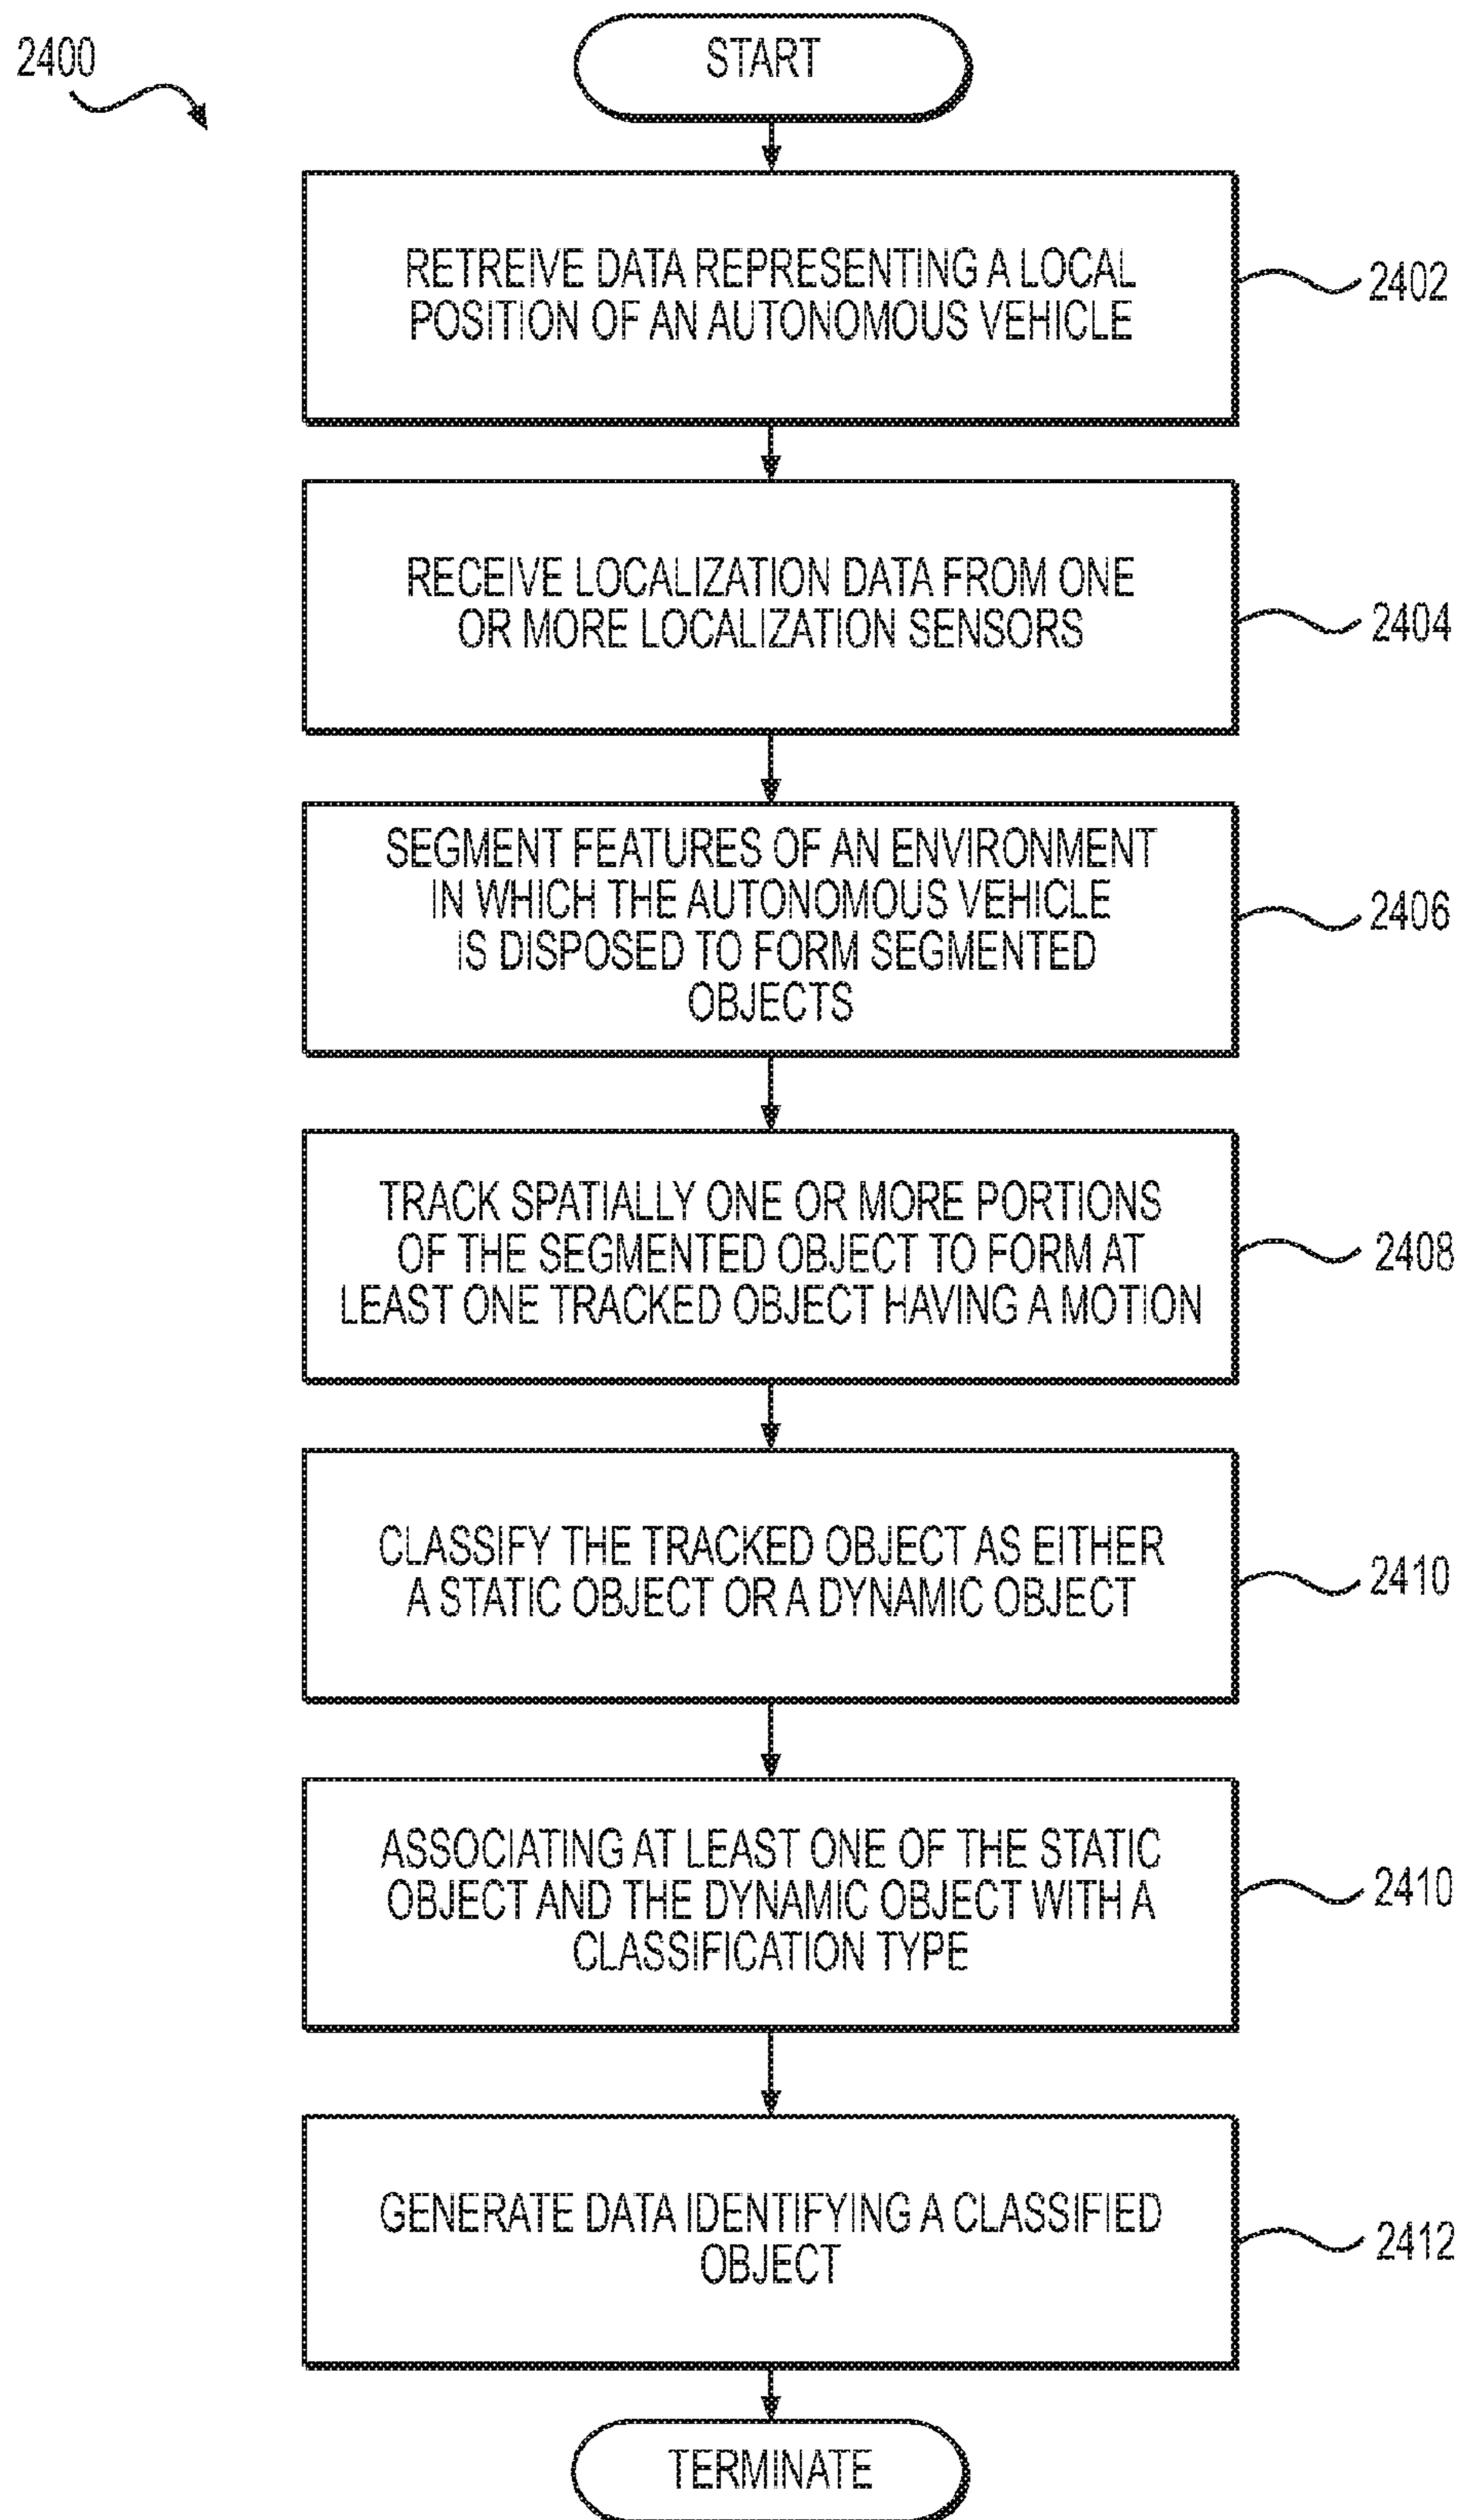 2400
START
RETREIVE DATA REPRESENTING A LOCAL
POSITION OF AN AUTONOMOUS VEHICLE
2402
RECEIVE LOCALIZATION DATA FROM ONE
OR MORE LOCALIZATION SENSORS
2404
SEGMENT FEATURES OF AN ENVIRONMENT
IN WHICH THE AUTONOMOUS VEHICLE
IS DISPOSED TO FORM SEGMENTED
OBJECTS
2406
TRACK SPATIALLY ONE OR MORE PORTIONS
OF THE SEGMENTED OBJECT TO FORM AT
LEAST ONE TRACKED OBJECT HAVING A MOTION
2408
CLASSIFY THE TRACKED OBJECT AS EITHER
A STATIC OBJECT OR A DYNAMIC OBJECT
2410
ASSOCIATING AT LEAST ONE OF THE STATIC
OBJECT AND THE DYNAMIC OBJECT WITH A
CLASSIFICATION TYPE
2410
GENERATE DATA IDENTIFYING A CLASSIFIED
OBJECT
2412
TERMINATE